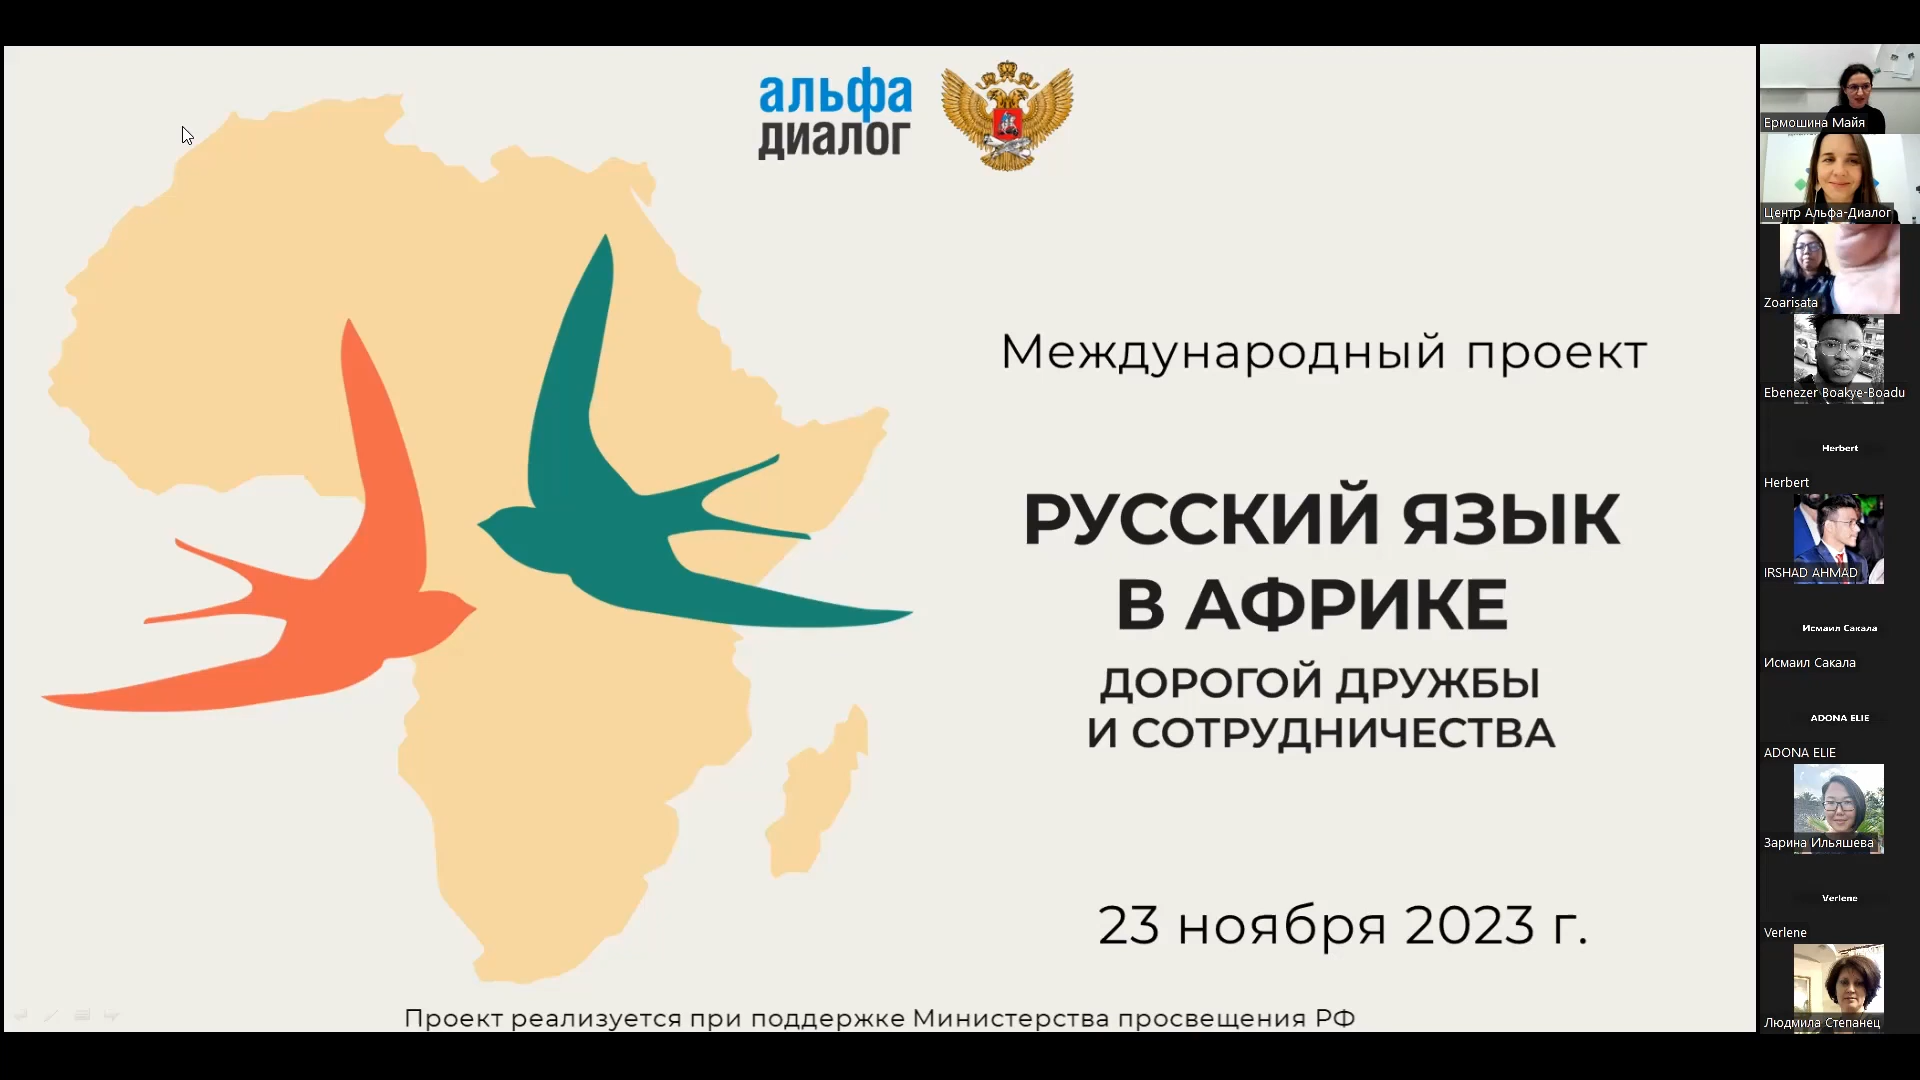 альфа
диалог
Международный проект
РУССКИЙ ЯЗЫК
В АФРИКЕ
ДОРОГОЙ ДРУЖБЫ
И СОТРУДНИЧЕСТВА
23 ноября 2023 г.
Проект реализуется при поддержке Министерства просвещения РФ
Ермошина Майя
Центр Альфа-Диалог
Zoarisata
Ebenezer Boakye-Boadu
Herbert
Herbert
IRSHAD AHMAD
Исмаил Сакала
Исмаил Сакала
ADONA ELIE
ADONA ELIE
Зарина Ильяшева
Verlene
Verlene
Людмила Степанец